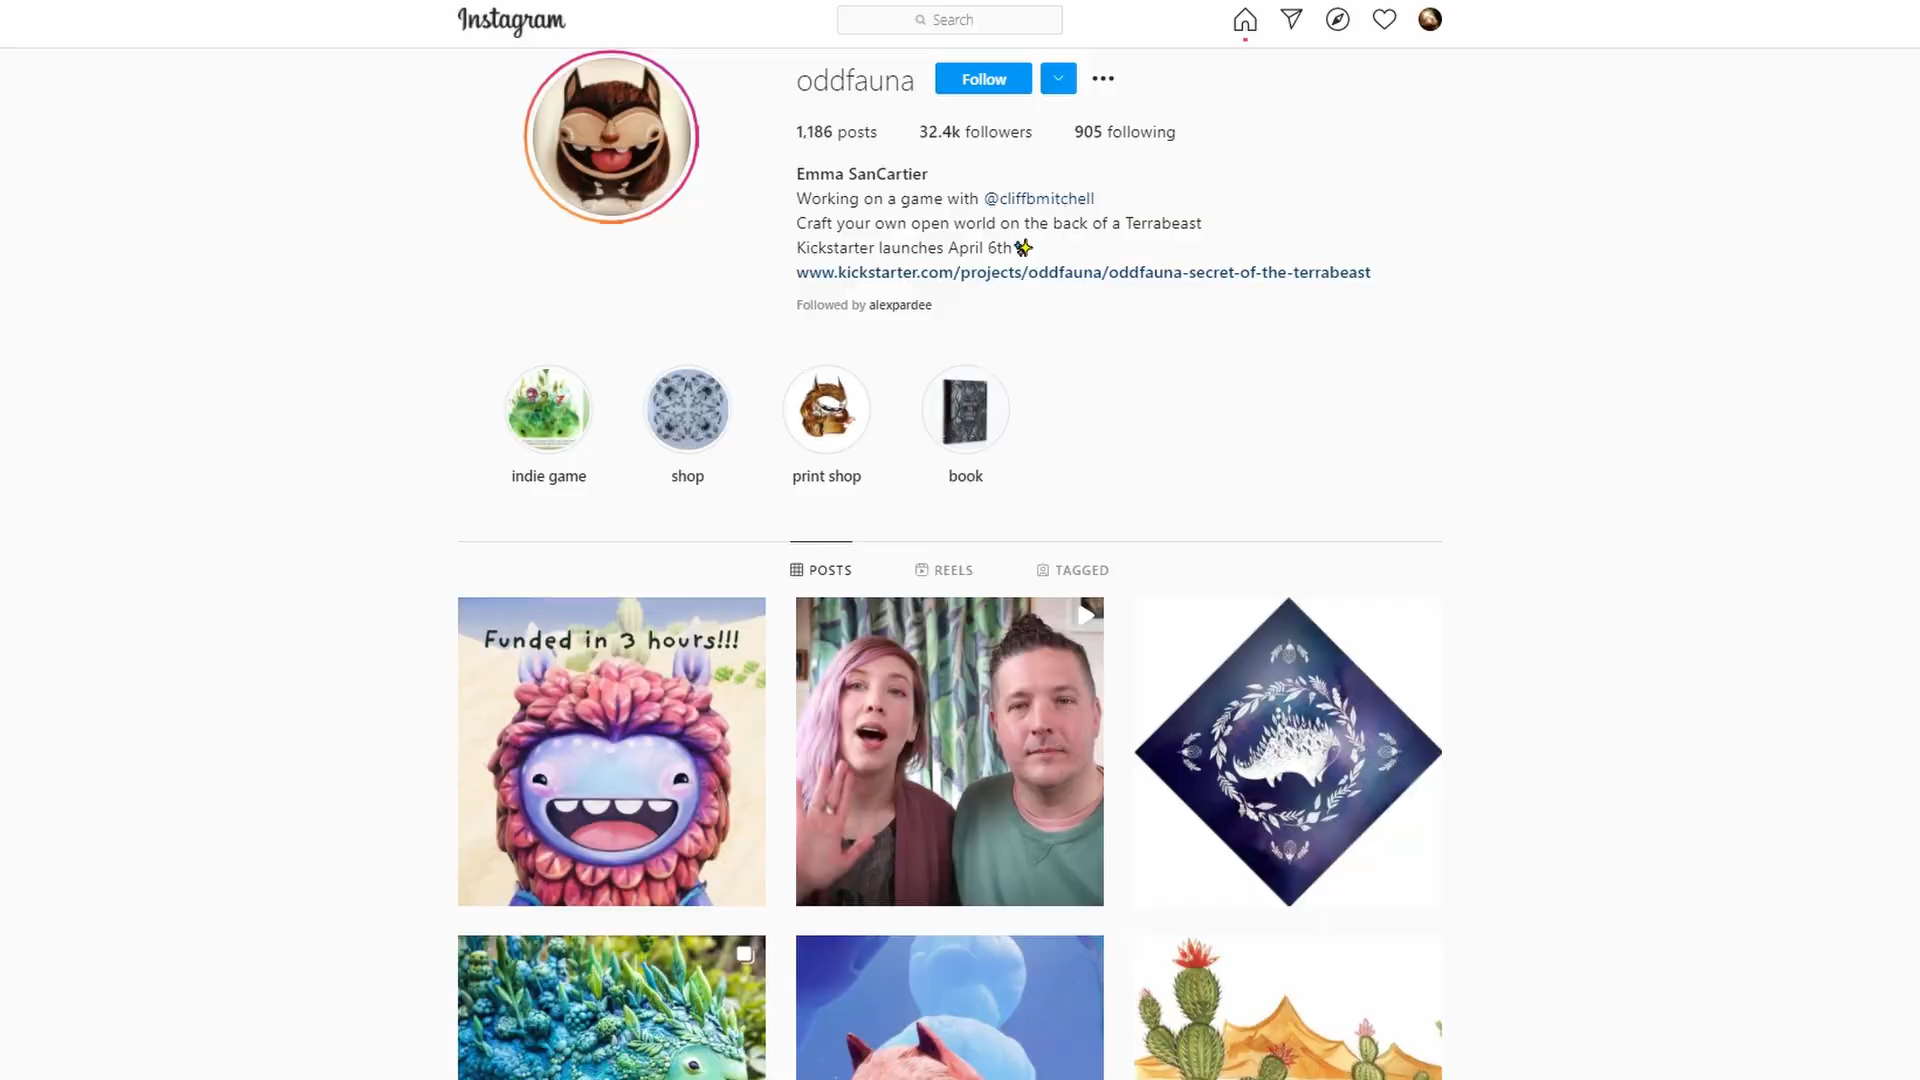 Instagram
Search
oddfauna
Follow
1,186 posts 32.4k followers 905 following
Emma SanCartier
Working on a game with @cliffbmitchell
Craft your own open world on the back of a Terrabeast
Kickstarter launches April 6th✨
www.kickstarter.com/projects/oddfauna/oddfauna-secret-of-the-terrabeast
Followed by alexpardee
indie game shop print shop book
POSTS REELS TAGGED
Funded in 3 hours!!!